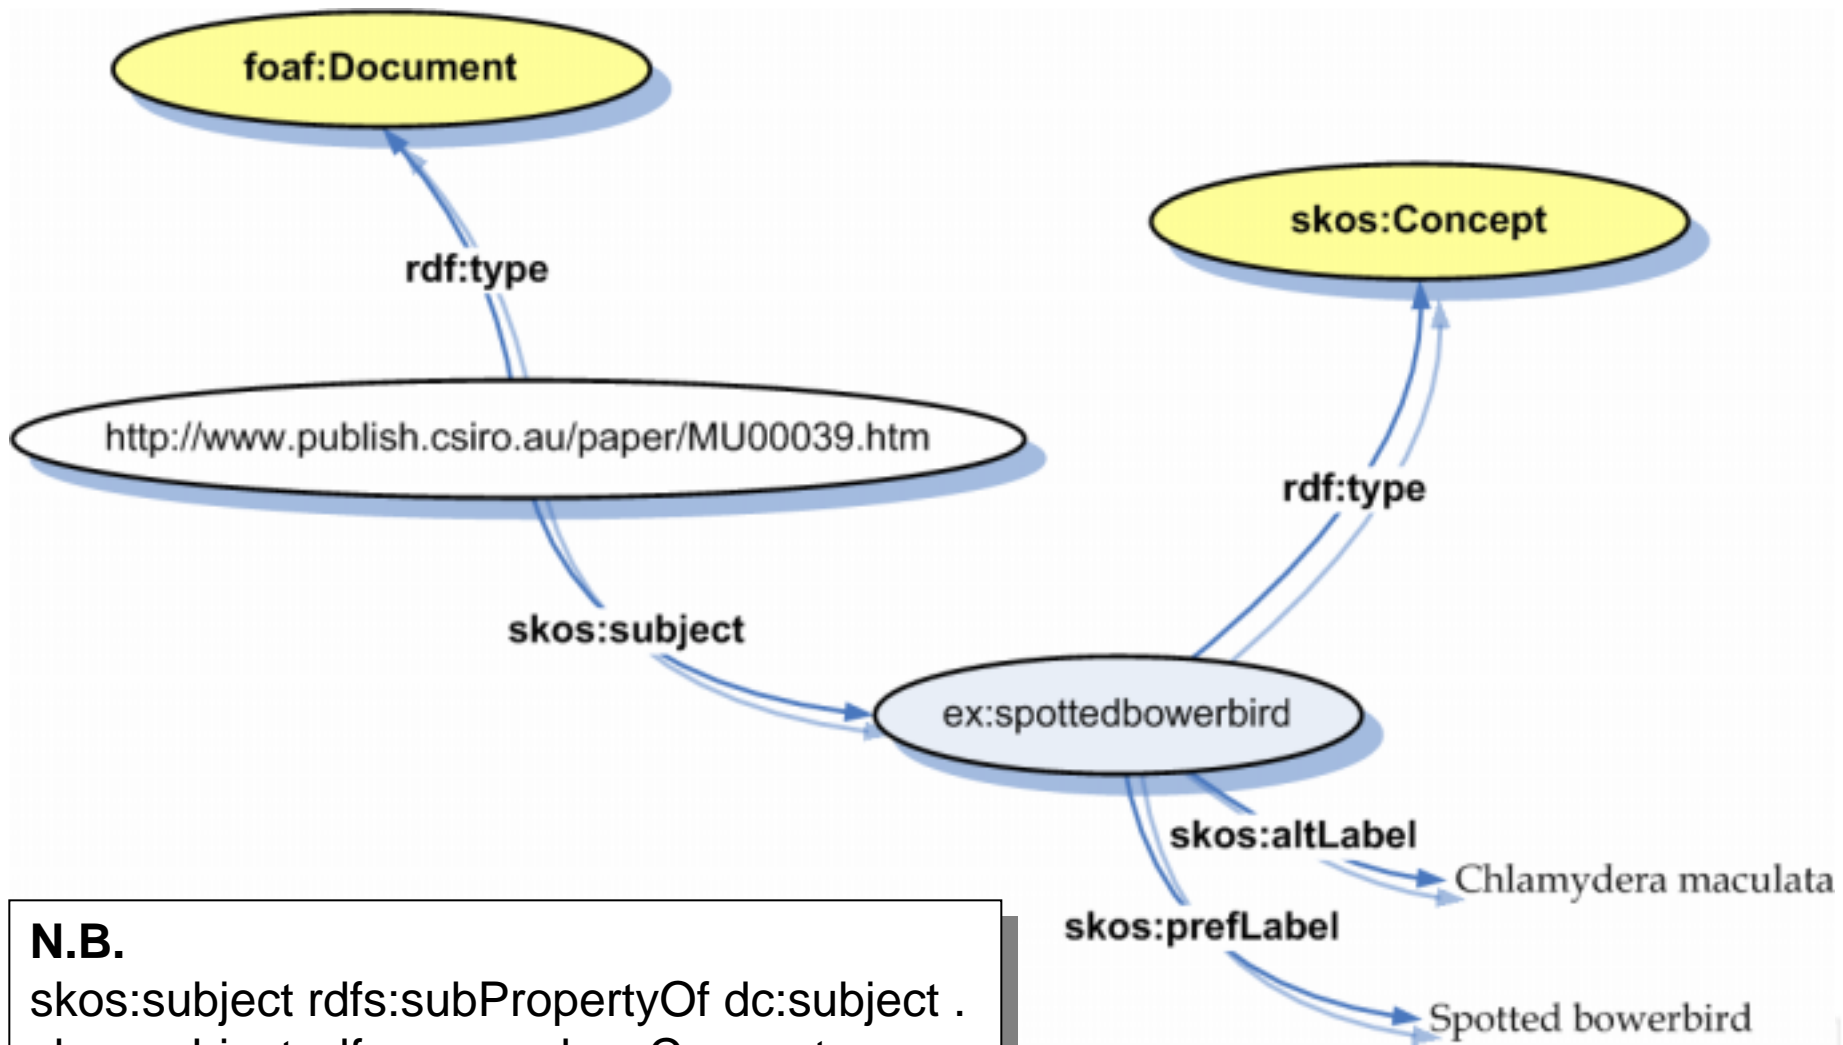 foaf:Document
skos:Concept
rdf:type
http://www.publish.csiro.au/paper/MU00039.htm
rdf:type
skos:subject
ex:spottedbowerbird
skos:altLabel
Chlamydera maculata
skos:prefLabel
Spotted bowerbird
N.B.
skos:subject rdfs:subPropertyOf dc:subject .